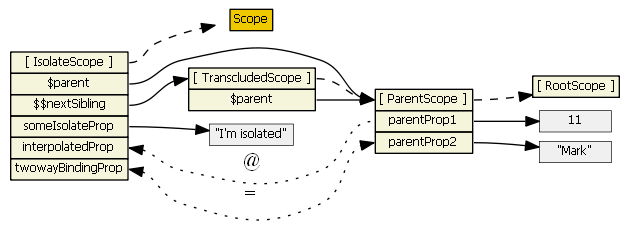 Scope
[ IsolateScope ]
$parent
$$nextSibling
someIsolateProp
interpolatedProp
twowayBindingProp
[ TranscludedScope ]
$parent
"I'm isolated"
@
=
[ ParentScope ]
parentProp1
parentProp2
[ RootScope ]
11
"Mark"